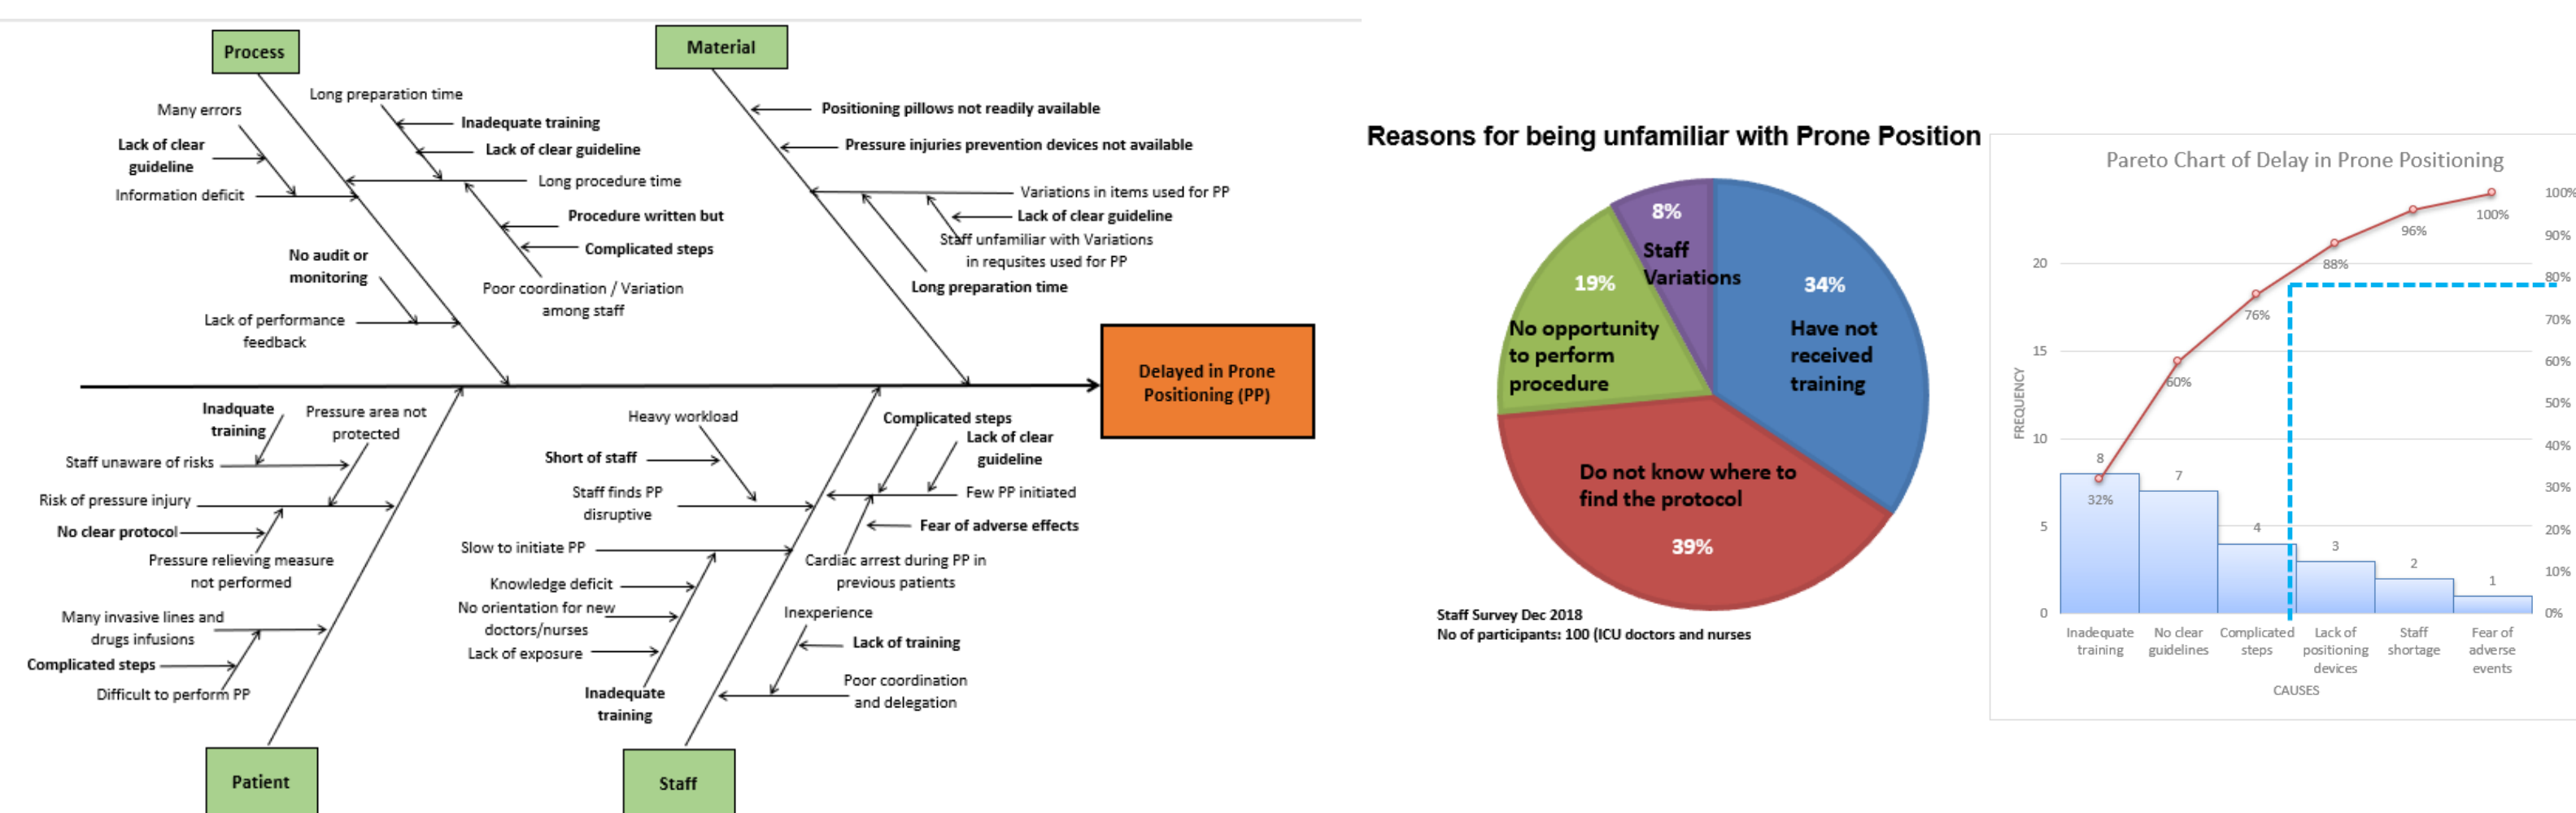 Process
Many errors
Lack of clear
guideline
Information deficit
Long preparation time
Inadequate training
Lack of clear guideline
Long procedure time
Procedure written but
Complicated steps
Poor coordination / Variation
among staff
No audit or
monitoring
Lack of performance
feedback
Material
Positioning pillows not readily available
Pressure injuries prevention devices not available
Variations in items used for PP
Lack of clear guideline
Staff unfamiliar with Variations
in requsites used for PP
Long preparation time
Delayed in Prone
Positioning (PP)
Inadquate
training
Pressure area not
protected
Staff unaware of risks
Risk of pressure injury
No clear protocol
Pressure relieving measure
not performed
Many invasive lines and
drugs infusions
Complicated steps
Difficult to perform PP
Patient
Heavy workload
Short of staff
Staff finds PP
disruptive
Slow to initiate PP
Knowledge deficit
No orientation for new
doctors/nurses
Lack of exposure
Inadequate
training
Complicated steps
Lack of clear
guideline
Few PP initiated
Fear of adverse effects
Cardiac arrest during PP in
previous patients
Inexperience
Lack of training
Poor coordination
and delegation
Staff
Reasons for being unfamiliar with Prone Position
8%
Staff
Variations
19%
No opportunity
to perform
procedure
34%
Have not
received
training
Do not know where to
find the protocol
39%
Staff Survey Dec 2018
No of participants: 100 (ICU doctors and nurses
Pareto Chart of Delay in Prone Positioning
FREQUENCY
20
15
10
5
0
8
7
4
3
2
1
32%
60%
76%
88%
96%
100%
100%
90%
80%
70%
60%
50%
40%
30%
20%
10%
0%
Inadequate
training
No clear
guidelines
Complicated
steps
Lack of
positioning
devices
Staff
shortage
Fear of
adverse
events
CAUSES